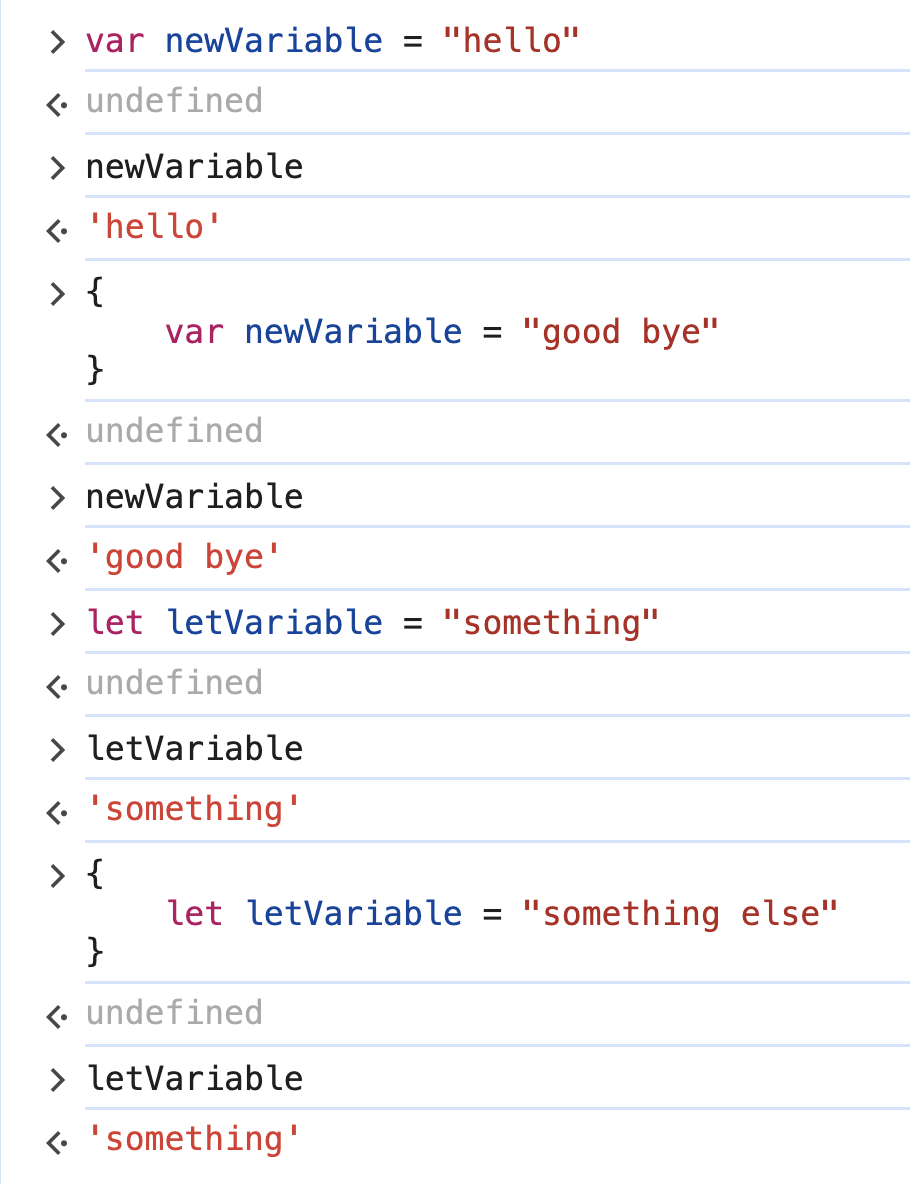 > var newVariable = "hello"
<· undefined
> newVariable
<· 'hello'
> {
    var newVariable = "good bye"
}
<· undefined
> newVariable
<· 'good bye'
> let letVariable = "something"
<· undefined
> letVariable
<· 'something'
> {
    let letVariable = "something else"
}
<· undefined
> letVariable
<· 'something'